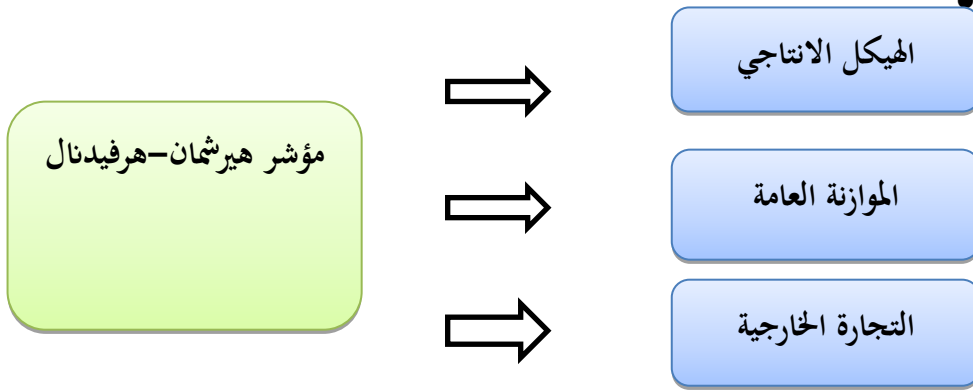 الهيكل الانتاجي
مؤشر هيرشمان-هرفيدنال
الموازنة العامة
التجارة الخارجية